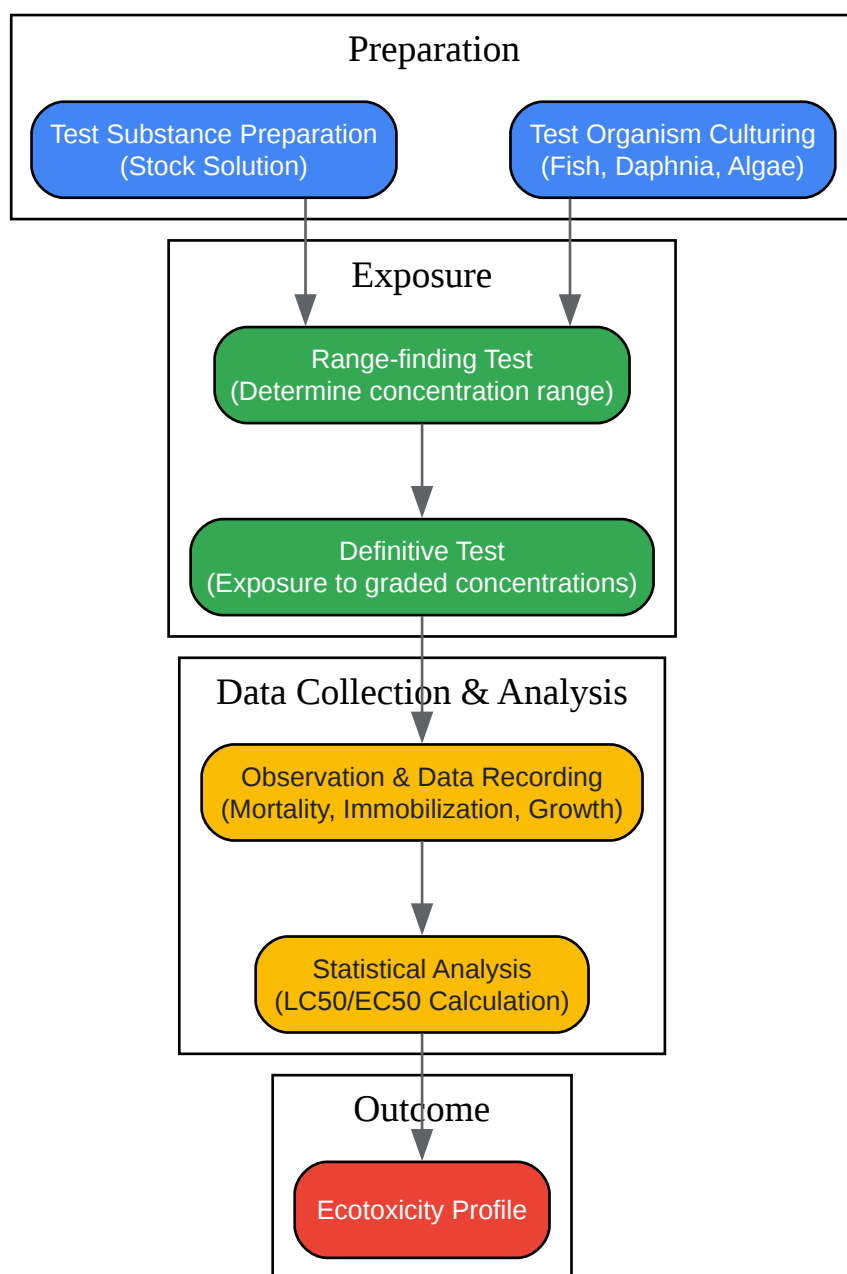 Preparation
Test Substance Preparation
(Stock Solution)
Test Organism Culturing
(Fish, Daphnia, Algae)
Exposure
Range-finding Test
(Determine concentration range)
Definitive Test
(Exposure to graded concentrations)
Data Collection & Analysis
Observation & Data Recording
(Mortality, Immobilization, Growth)
Statistical Analysis
(LC50/EC50 Calculation)
Outcome
Ecotoxicity Profile